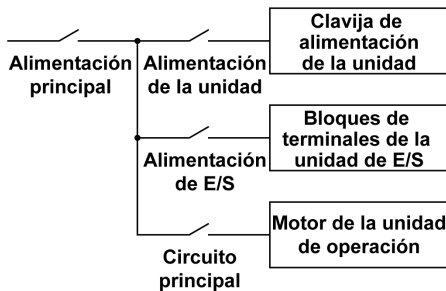 Alimentación
principal
Alimentación
de la unidad
Clavija de
alimentación
de la unidad
Alimentación
de E/S
Bloques de
terminales de la
unidad de E/S
Circuito
principal
Motor de la unidad
de operación